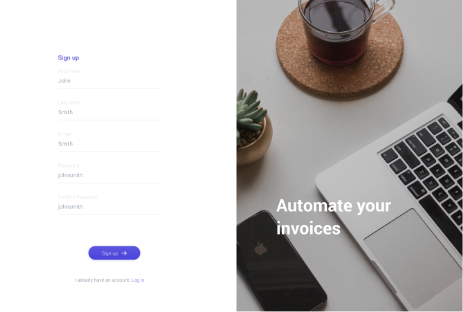 Sign up
First name
John
Last name
Smith
E-mail
Smith
Password
johnsmith
Confirm Password
johnsmith
Sign up →
I already have an account. Log in
Automate your
invoices